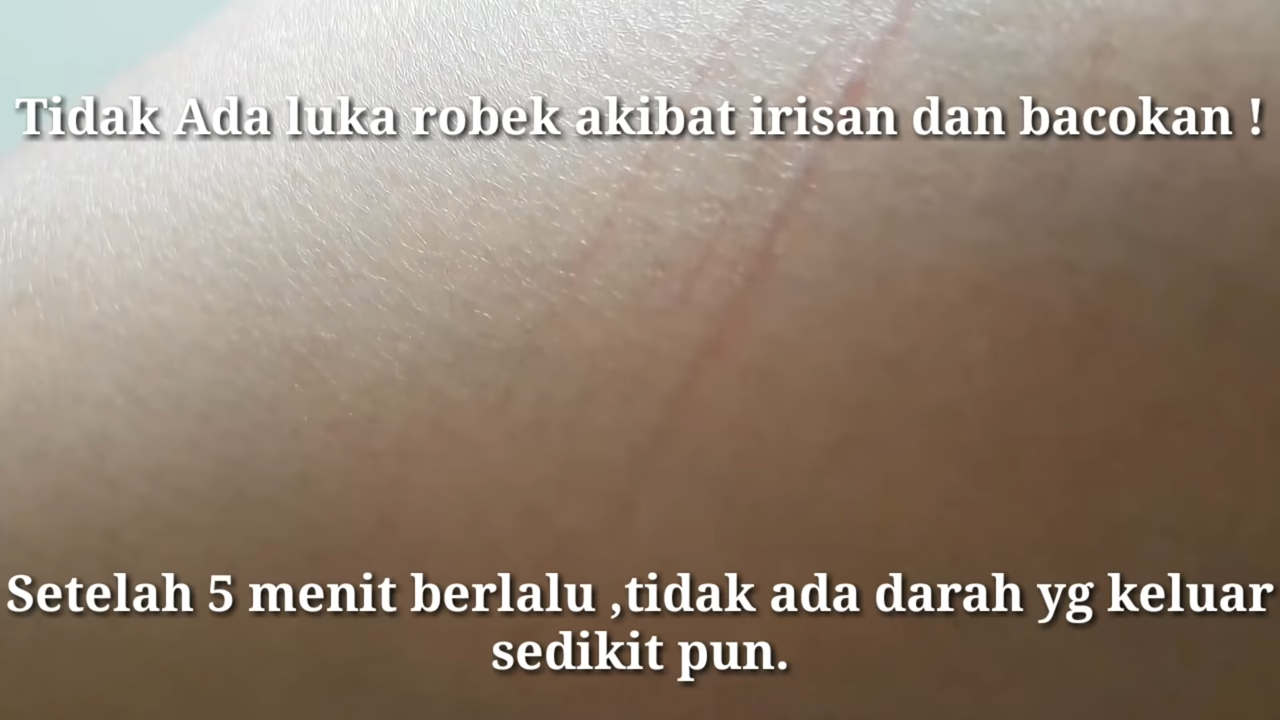 Tidak Ada luka robek akibat irisan dan bacokan !
Setelah 5 menit berlalu ,tidak ada darah yg keluar
sedikit pun.